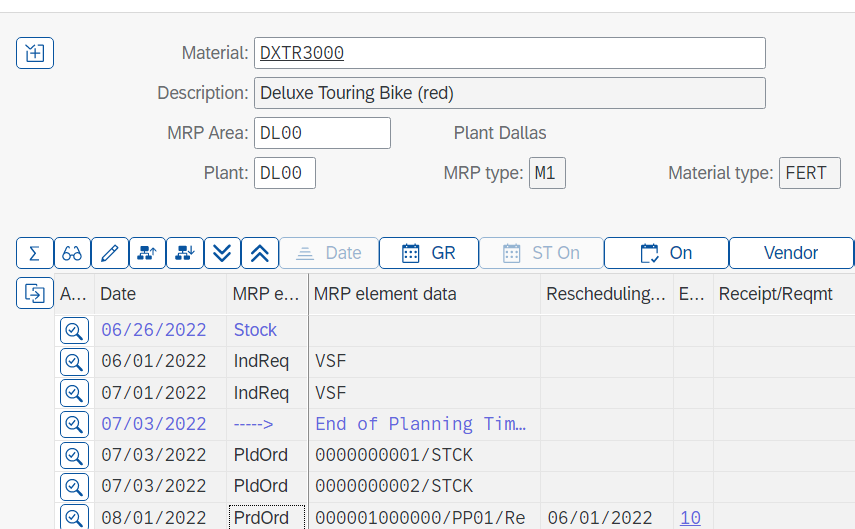 Material: DXTR3000
Description: Deluxe Touring Bike (red)
MRP Area: DL00 Plant Dallas
Plant: DL00 MRP type: M1 Material type: FERT
Σ Date GR ST On On Vendor
A... Date MRP e... MRP element data Rescheduling... E... Receipt/Reqmt
06/26/2022 Stock
06/01/2022 IndReq VSF
07/01/2022 IndReq VSF
07/03/2022 -----> End of Planning Tim…
07/03/2022 PldOrd 0000000001/STCK
07/03/2022 PldOrd 0000000002/STCK
08/01/2022 PrdOrd 000001000000/PP01/Re 06/01/2022 10